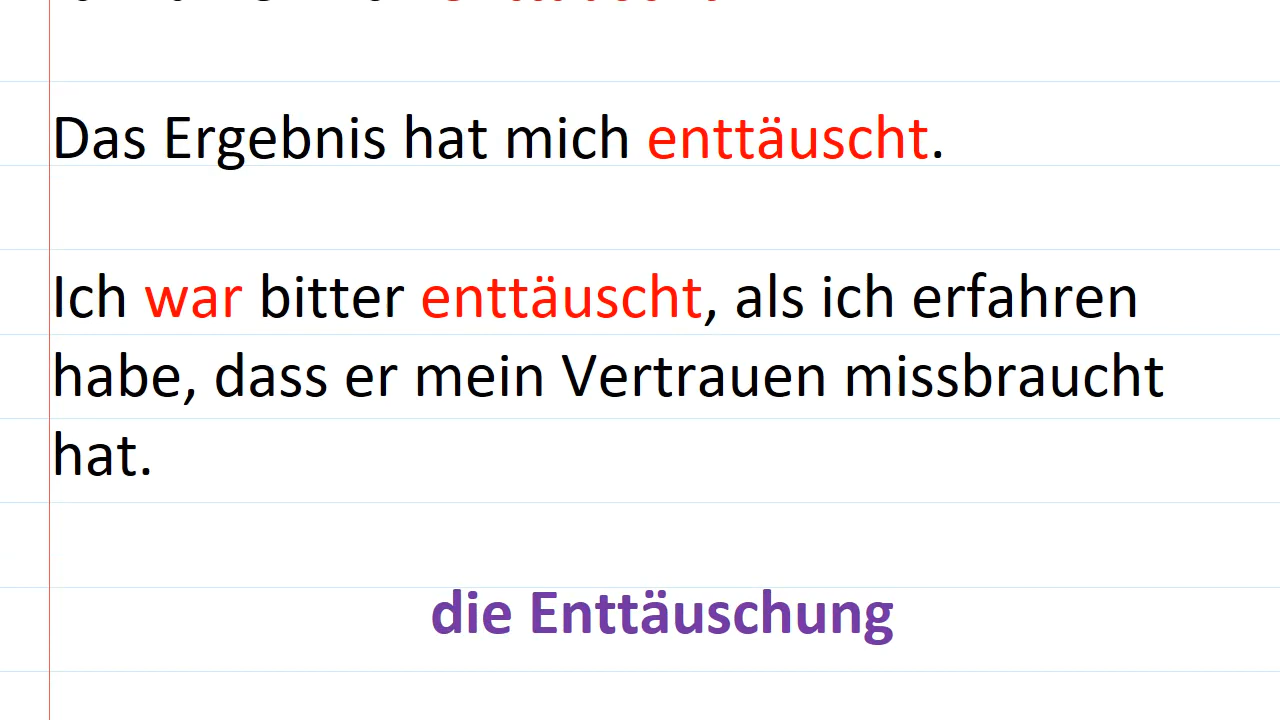 Das Ergebnis hat mich enttäuscht.
Ich war bitter enttäuscht, als ich erfahren
habe, dass er mein Vertrauen missbraucht
hat.
die Enttäuschung